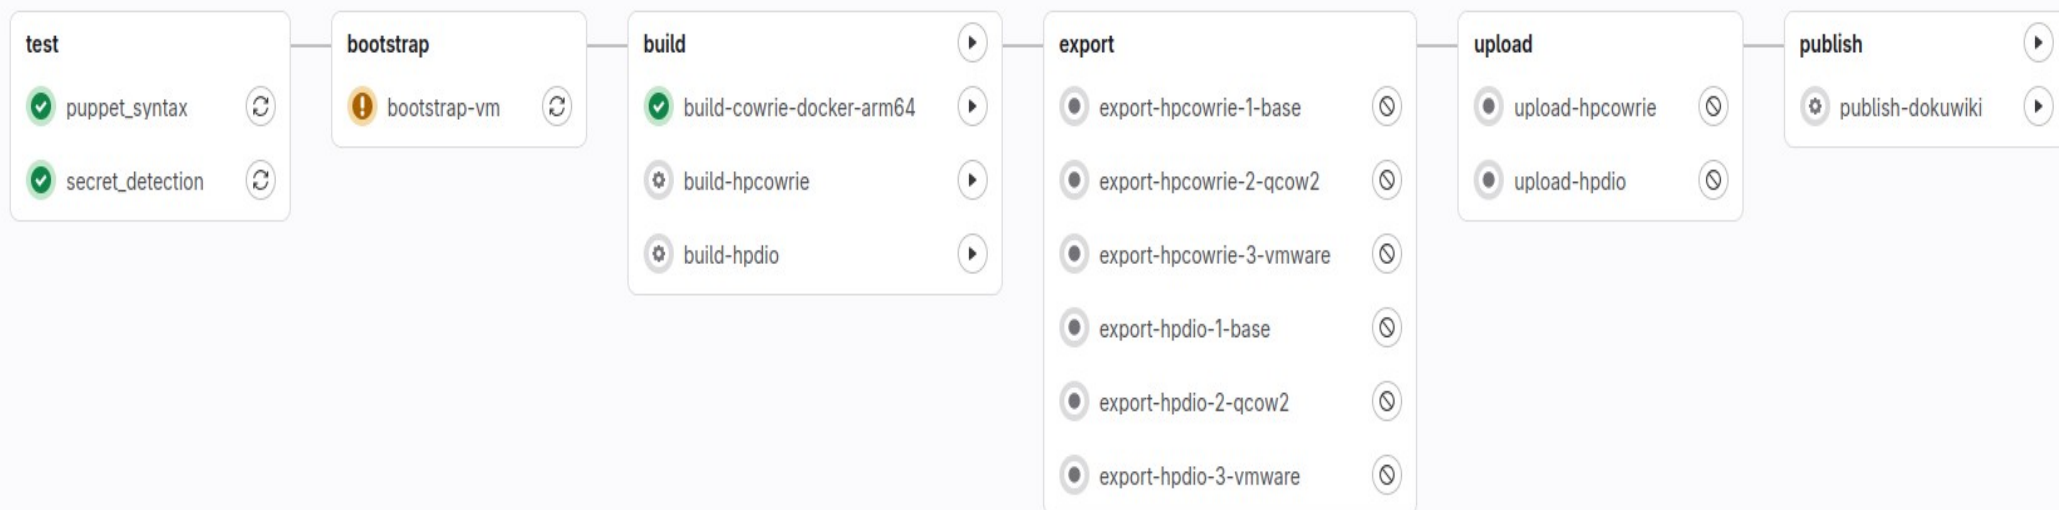 test
puppet_syntax
secret_detection
bootstrap
bootstrap-vm
build
build-cowrie-docker-arm64
build-hpcowrie
build-hpdio
export
export-hpcowrie-1-base
export-hpcowrie-2-qcow2
export-hpcowrie-3-vmware
export-hpdio-1-base
export-hpdio-2-qcow2
export-hpdio-3-vmware
upload
upload-hpcowrie
upload-hpdio
publish
publish-dokuwiki